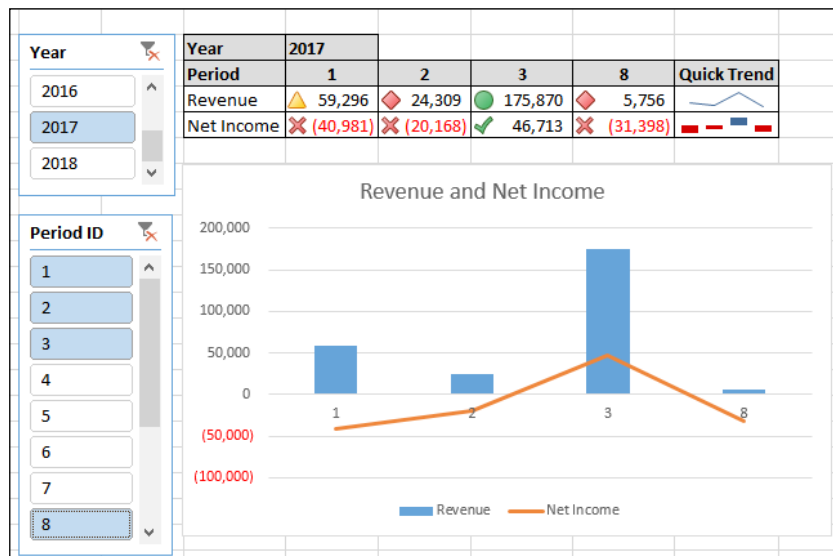 Year
2016
2017
2018
Year 2017
Period 1 2 3 8 Quick Trend
Revenue 59,296 24,309 175,870 5,756
Net Income (40,981) (20,168) 46,713 (31,398)
Period ID
1
2
3
4
5
6
7
8
Revenue and Net Income
200,000
150,000
100,000
50,000
0
1 2 3 8
(50,000)
(100,000)
Revenue Net Income